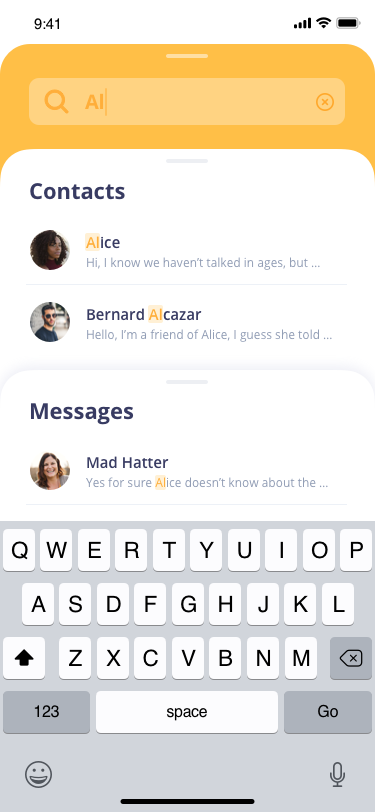 9:41
Al
Contacts
Alice
Hi, I know we haven't talked in ages, but ...
Bernard Alcazar
Hello, I'm a friend of Alice, I guess she told ...
Messages
Mad Hatter
Yes for sure Alice doesn't know about the ...
Q W E R T Y U I O P
A S D F G H J K L
Z X C V B N M
123 space Go